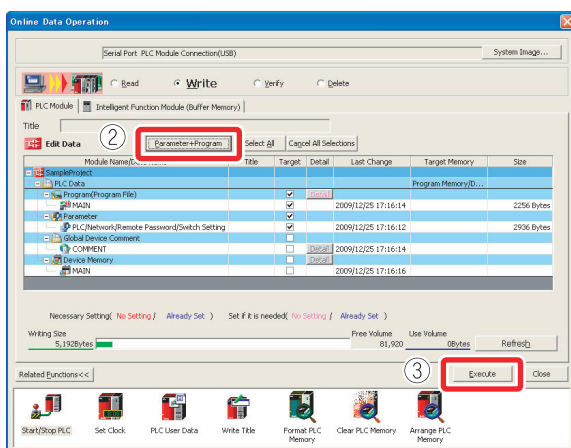 Online Data Operation
Serial Port PLC Module Connection(USB)
System Image...
Read Write Verify Delete
PLC Module Intelligent Function Module (Buffer Memory)
Title
②
Edit Data Parameter+Program Select All Cancel All Selections
Module Name/Data Name Title Target Detail Last Change Target Memory Size
SampleProject
PLC Data Program Memory/D...
Program(Program File) Detail
MAIN 2009/12/25 17:16:14 2256 Bytes
Parameter
PLC/Network/Remote Password/Switch Setting 2009/12/25 17:16:12 2936 Bytes
Global Device Comment
COMMENT Detail 2009/12/25 17:16:14
Device Memory Detail
MAIN 2009/12/25 17:16:16
Necessary Setting( No Setting / Already Set ) Set if it is needed( No Setting / Already Set )
Writing Size Free Volume Use Volume
5,192Bytes 81,920 0Bytes Refresh
③
Related Functions<< Execute Close
Start/Stop PLC Set Clock PLC User Data Write Title Format PLC Memory Clear PLC Memory Arrange PLC Memory